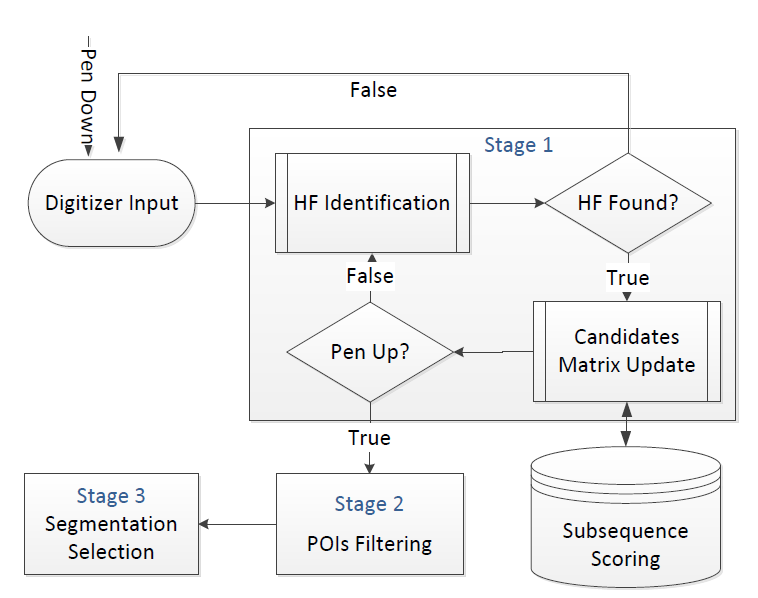 Pen Down
False
Stage 1
Digitizer Input
HF Identification
HF Found?
False
True
Pen Up?
Candidates
Matrix Update
True
Stage 3
Segmentation
Selection
Stage 2
POIs Filtering
Subsequence
Scoring